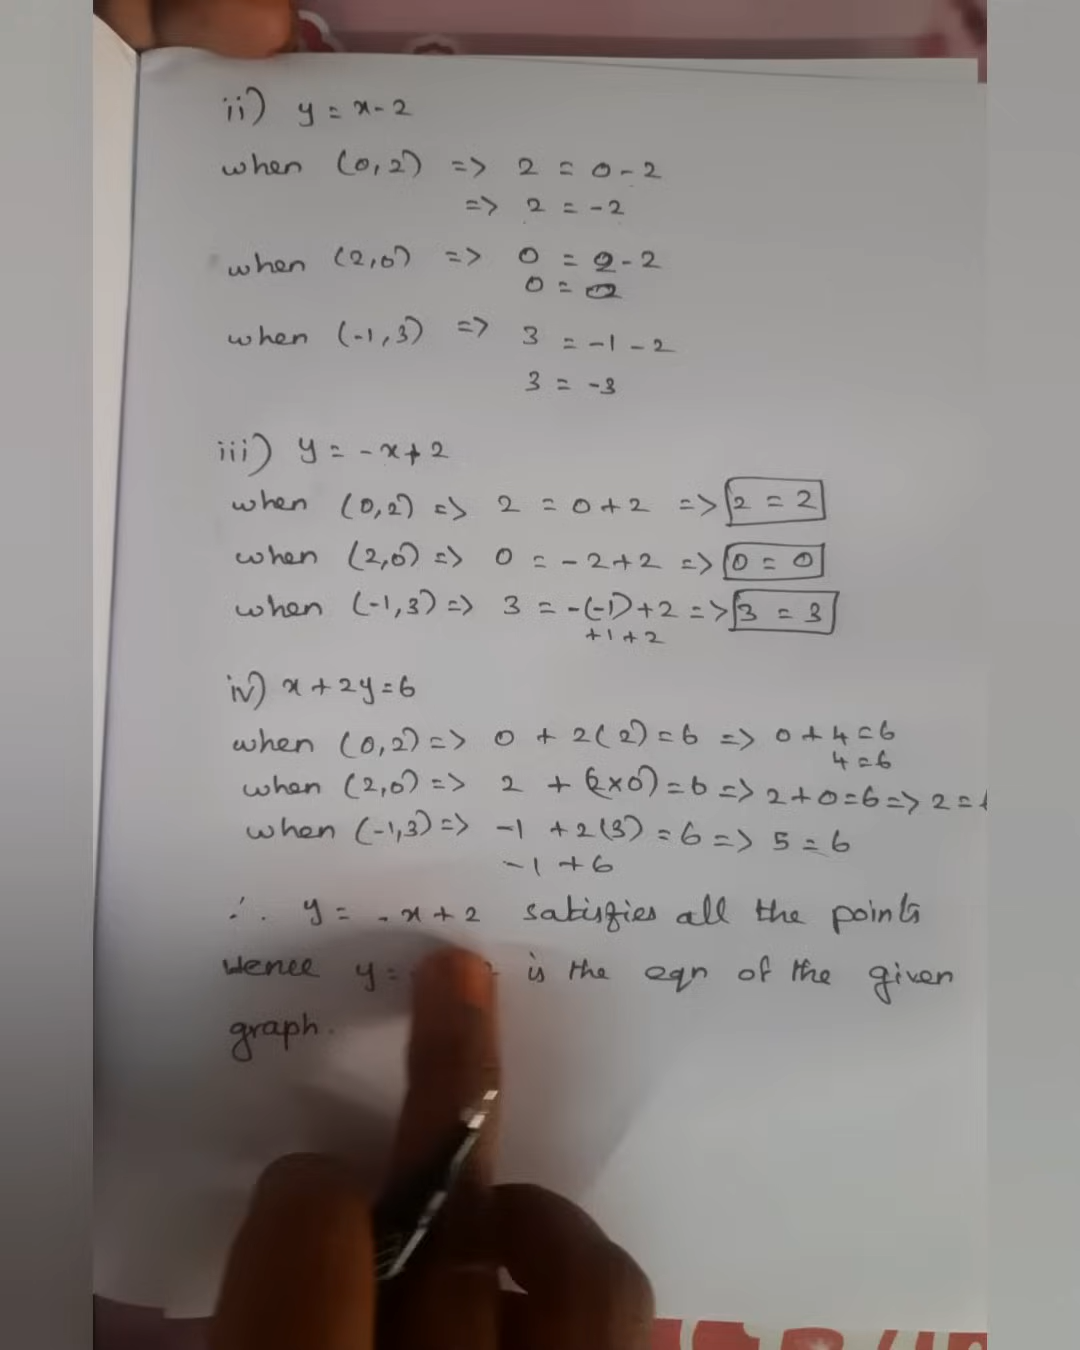 ii) y = x - 2
when (0,2) => 2 = 0 - 2
=> 2 = -2
when (2,0) => 0 = 2 - 2
0 = 0
when (-1,3) => 3 = -1 - 2
3 = -3
iii) y = -x + 2
when (0,2) => 2 = 0 + 2 => 2 = 2
when (2,0) => 0 = -2 + 2 => 0 = 0
when (-1,3) => 3 = -(-1) + 2 => 3 = 3
+1 + 2
iv) x + 2y = 6
when (0,2) => 0 + 2(2) = 6 => 0 + 4 = 6
4 = 6
when (2,0) => 2 + (2x0) = 6 => 2 + 0 = 6 => 2 =
when (-1,3) => -1 + 2(3) = 6 => 5 = 6
-1 + 6
∴ y = -x + 2 satisfies all the points
Hence y = is the eqn of the given
graph.